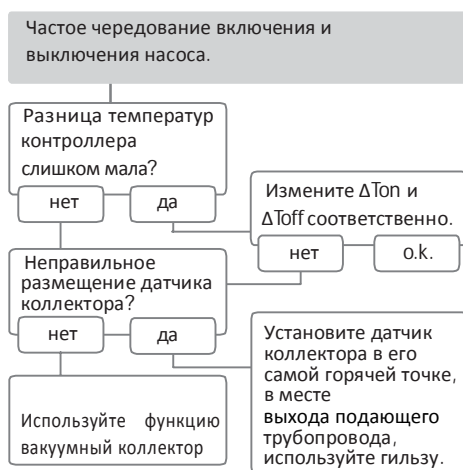 Частое чередование включения и
выключения насоса.
Разница температур
контроллера
слишком мала?
нет
да
Измените ΔTon и
ΔToff соответственно.
нет
o.k.
Неправильное
размещение датчика
коллектора?
нет
да
Установите датчик
коллектора в его
самой горячей точке,
в месте
выхода подающего
трубопровода,
используйте гильзу.
Используйте функцию
вакуумный коллектор